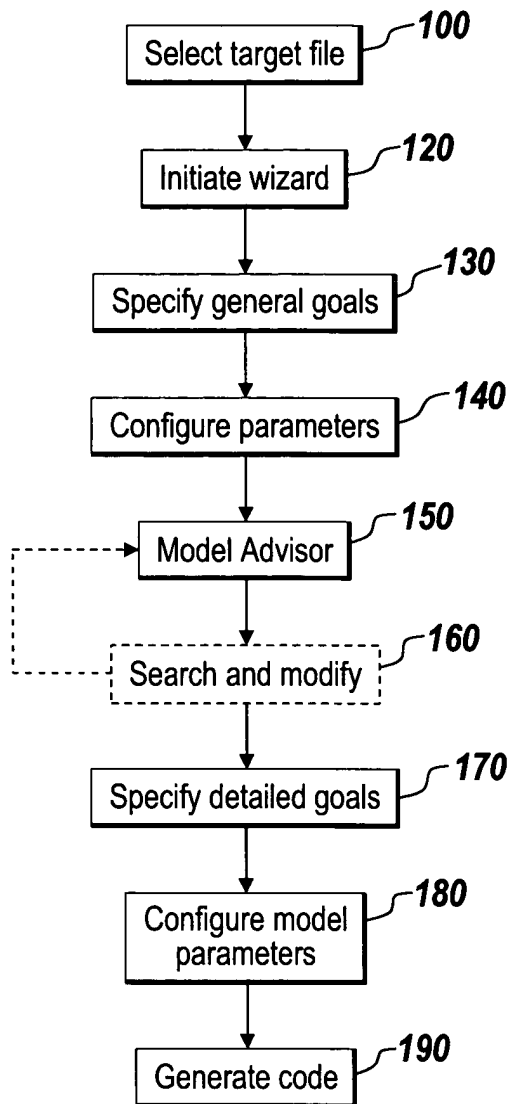 100
Select target file
120
Initiate wizard
130
Specify general goals
140
Configure parameters
150
Model Advisor
160
Search and modify
170
Specify detailed goals
180
Configure model
parameters
190
Generate code